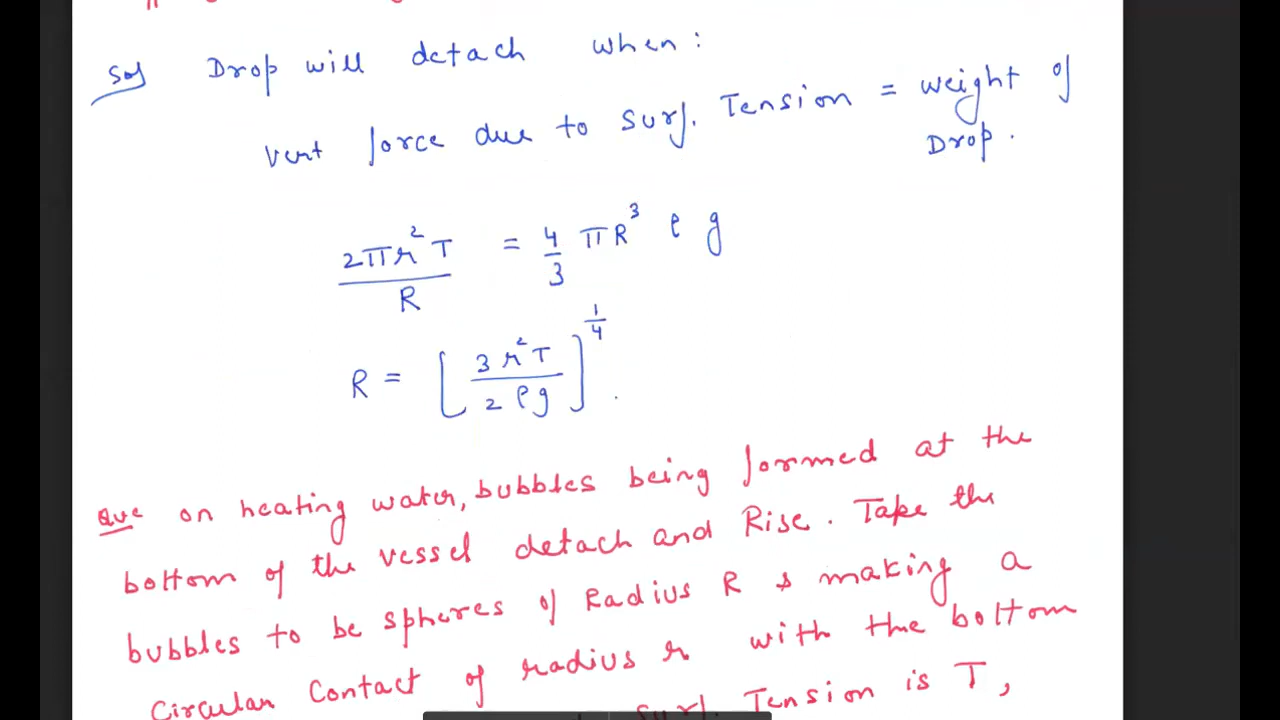 Sol Drop will detach when:
Vert force due to surf. Tension = weight of
Drop.
2πr²T / R = 4/3 πR³ ρ g
R = [3r²T / 2ρg]^1/4 .
Que on heating water, bubbles being formed at the
bottom of the vessel detach and Rise. Take the
bubbles to be spheres of Radius R & making a
Circular Contact of radius r with the bottom
surf. Tension is T,